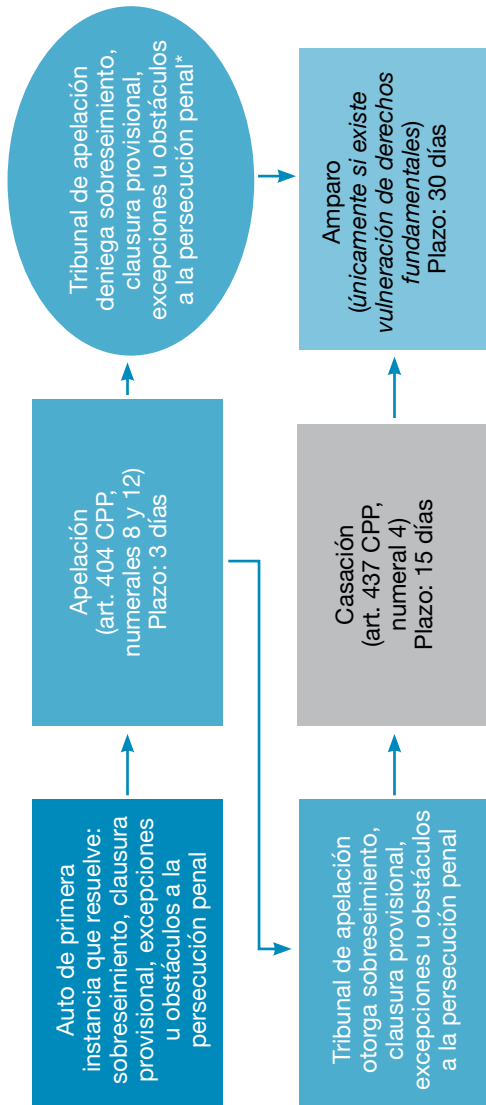 Auto de primera
instancia que resuelve:
sobreseimiento, clausura
provisional, excepciones
u obstáculos a la
persecución penal
Apelación
(art. 404 CPP,
numerales 8 y 12)
Plazo: 3 días
Tribunal de apelación
deniega sobreseimiento,
clausura provisional,
excepciones u obstáculos
a la persecución penal*
Tribunal de apelación
otorga sobreseimiento,
clausura provisional,
excepciones u obstáculos
a la persecución penal
Casación
(art. 437 CPP,
numeral 4)
Plazo: 15 días
Amparo
(únicamente si existe
vulneración de derechos
fundamentales)
Plazo: 30 días